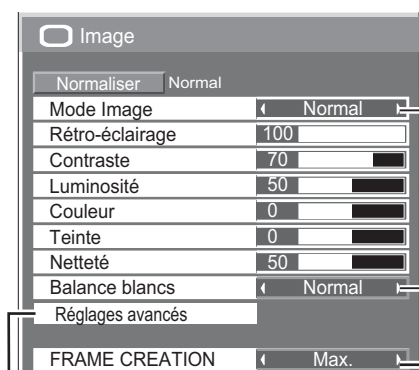 Image
Normaliser Normal
Mode Image Normal
Rétro-éclairage 100
Contraste 70
Luminosité 50
Couleur 0
Teinte 0
Netteté 50
Balance blancs Normal
Réglages avancés
FRAME CREATION Max.